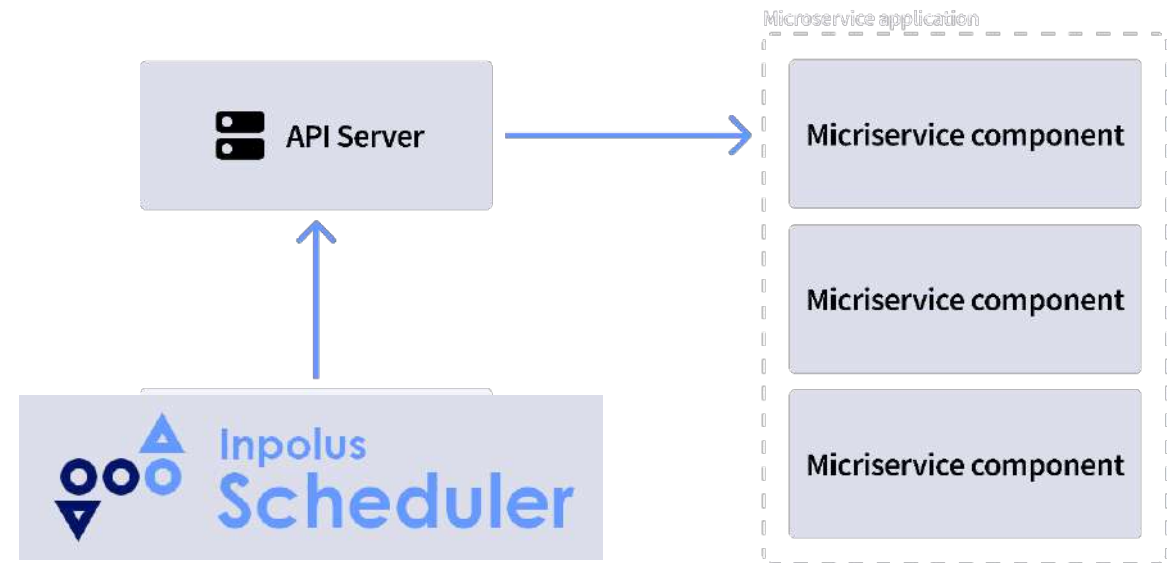 Microservice application
API Server
Micriservice component
Micriservice component
Micriservice component
Inpolus
Scheduler